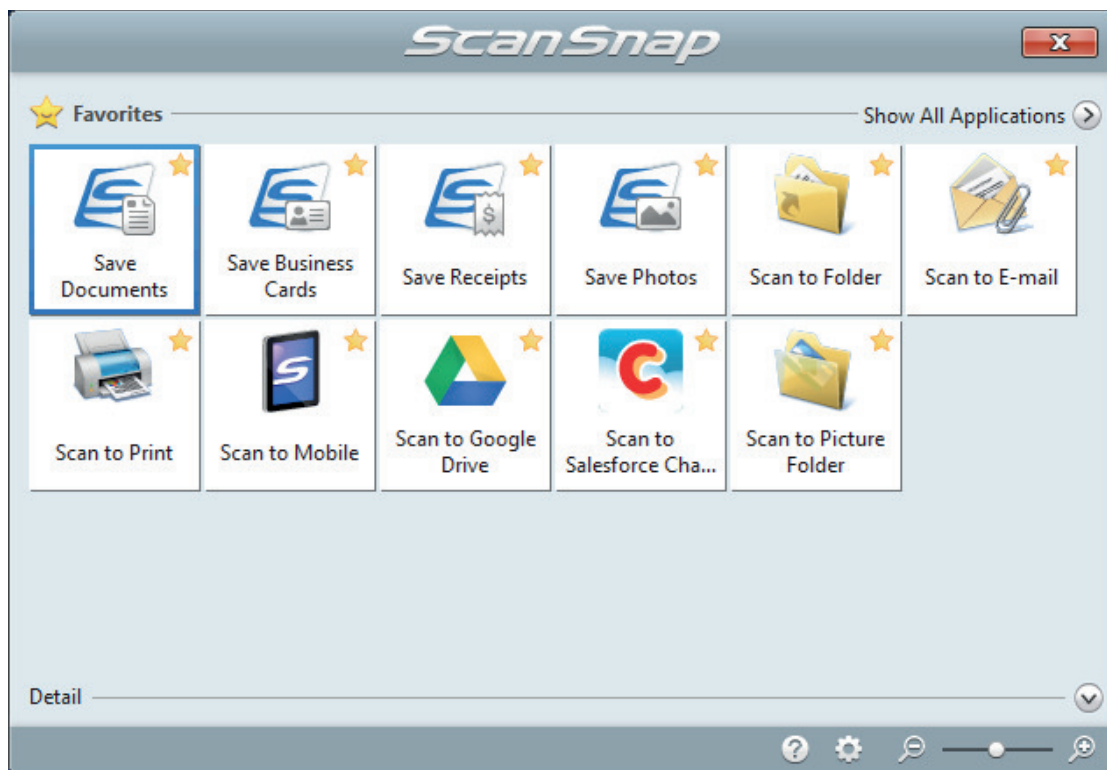 ScanSnap
Favorites
Show All Applications
Save
Documents
Save Business
Cards
Save Receipts
Save Photos
Scan to Folder
Scan to E-mail
Scan to Print
Scan to Mobile
Scan to Google
Drive
Scan to
Salesforce Cha...
Scan to Picture
Folder
Detail